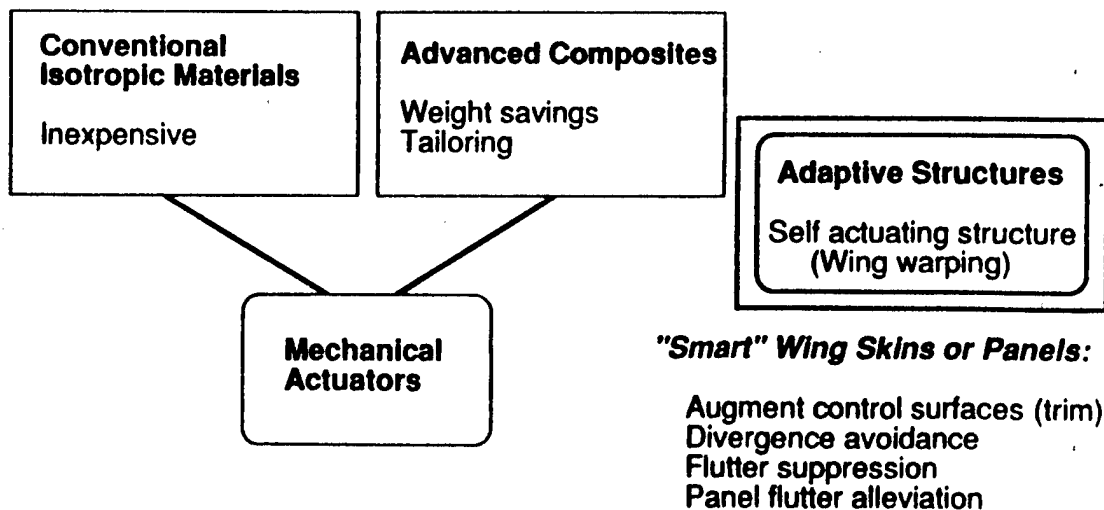 Conventional
Isotropic Materials
Inexpensive
Advanced Composites
Weight savings
Tailoring
Adaptive Structures
Self actuating structure
(Wing warping)
Mechanical
Actuators
"Smart" Wing Skins or Panels:
Augment control surfaces (trim)
Divergence avoidance
Flutter suppression
Panel flutter alleviation